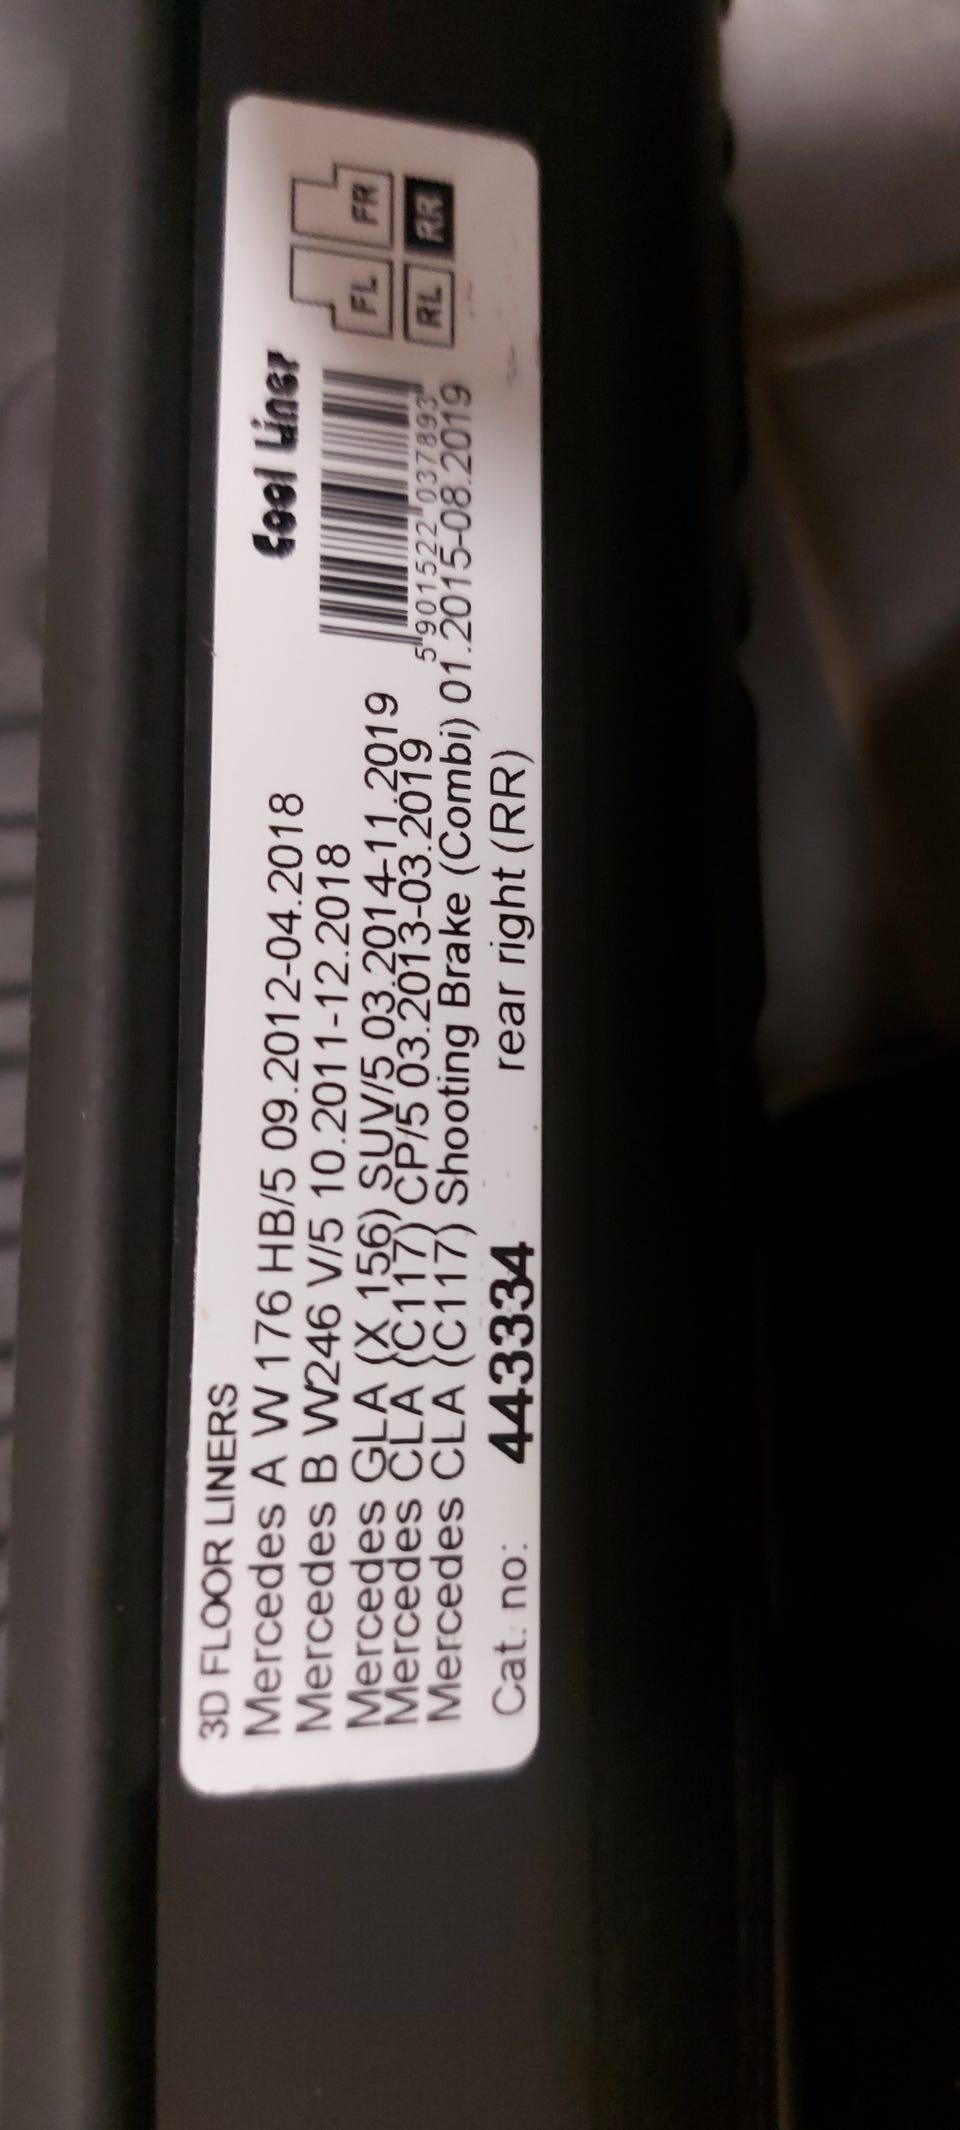 3D FLOOR LINERS
Mercedes A W 176 HB/5 09.2012-04.2018
Mercedes B W246 V/5 10.2011-12.2018
Mercedes GLA (X 156) SUV/5 03.2014-11.2019
Mercedes CLA (C117) CP/5 03.2013-03.2019
Mercedes CLA (C117) Shooting Brake (Combi) 01.2015-08.2019
Cat. no: 44334 rear right (RR)
Cool Liner
5 901522 037893
FL FR
RL RR